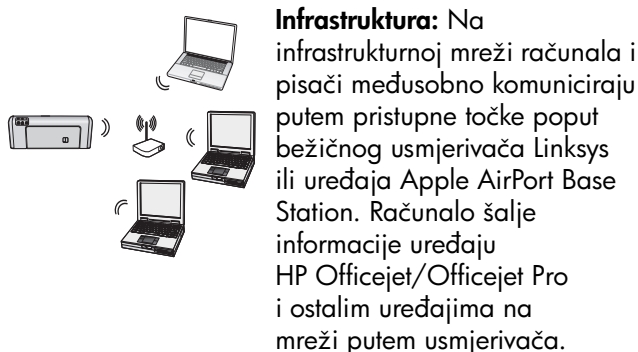 Infrastruktura: Na
infrastrukturnoj mreži računala i
pisači međusobno komuniciraju
putem pristupne točke poput
bežičnog usmjerivača Linksys
ili uređaja Apple AirPort Base
Station. Računalo šalje
informacije uređaju
HP Officejet/Officejet Pro
i ostalim uređajima na
mreži putem usmjerivača.